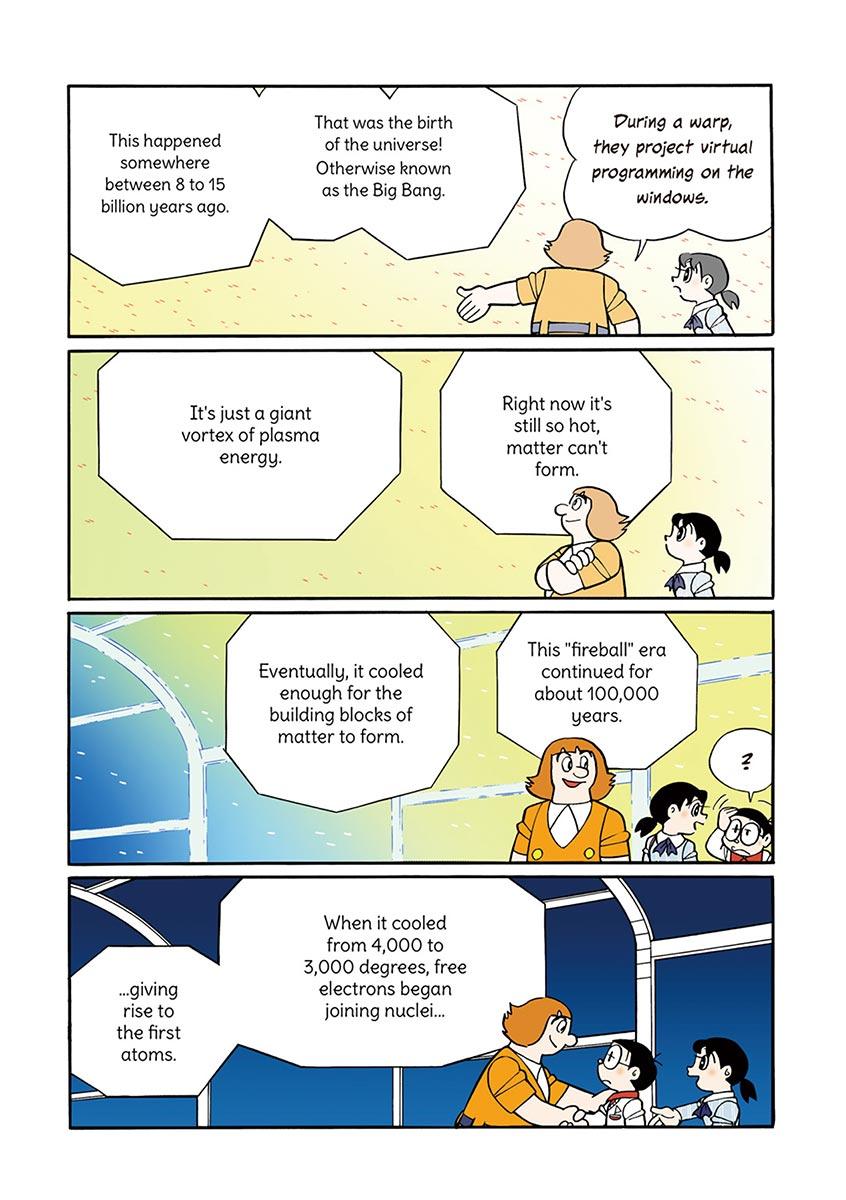 During a warp,
they project virtual
programming on the
windows.
That was the birth
of the universe!
Otherwise known
as the Big Bang.
This happened
somewhere
between 8 to 15
billion years ago.
Right now it's
still so hot,
matter can't
form.
It's just a giant
vortex of plasma
energy.
This "fireball" era
continued for
about 100,000
years.
?
Eventually, it cooled
enough for the
building blocks of
matter to form.
When it cooled
from 4,000 to
3,000 degrees, free
electrons began
joining nuclei...
...giving
rise to
the first
atoms.